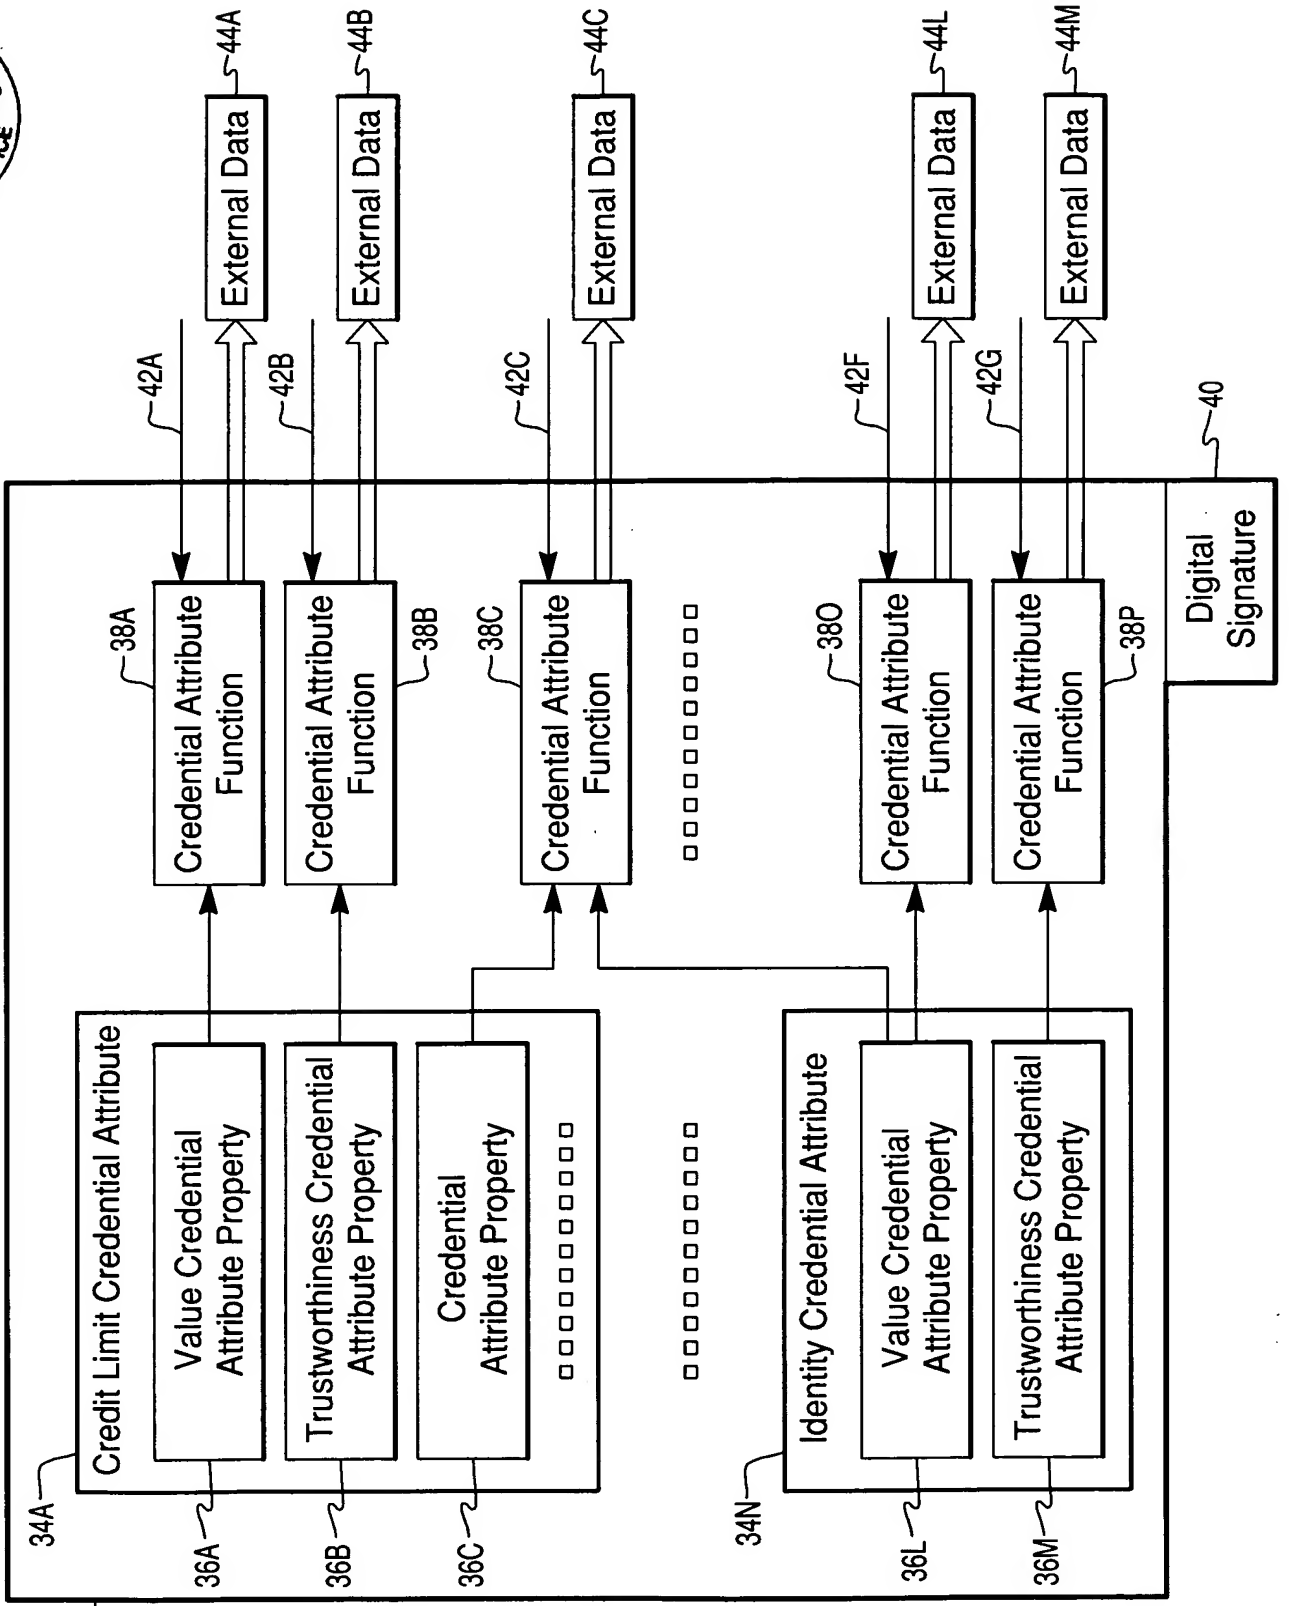 34A
Credit Limit Credential Attribute
36A
Value Credential
Attribute Property
38A
Credential Attribute
Function
42A
External Data
44A
36B
Trustworthiness Credential
Attribute Property
Credential Attribute
Function
38B
42B
External Data
44B
36C
Credential
Attribute Property
38C
Credential Attribute
Function
42C
External Data
44C
34N
Identity Credential Attribute
36L
Value Credential
Attribute Property
38O
Credential Attribute
Function
42F
External Data
44L
36M
Trustworthiness Credential
Attribute Property
Credential Attribute
Function
38P
42G
External Data
44M
Digital
Signature
40